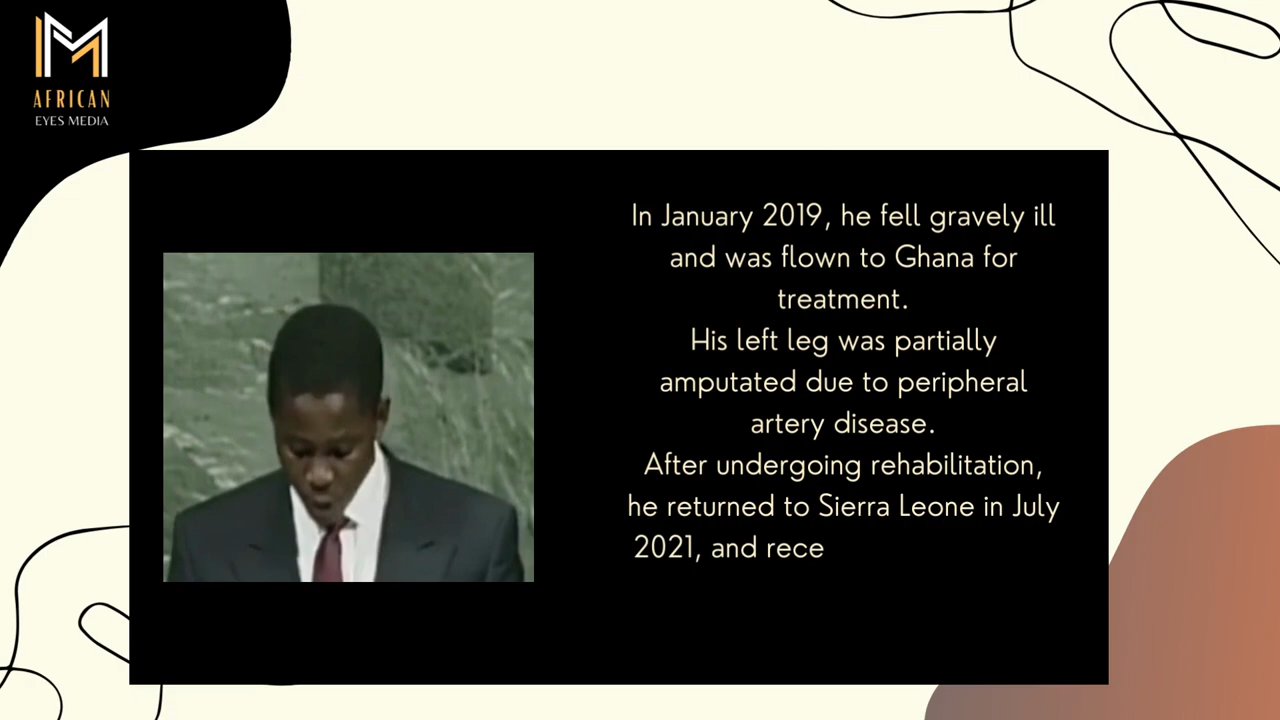 AFRICAN
EYES MEDIA
In January 2019, he fell gravely ill
and was flown to Ghana for
treatment.
His left leg was partially
amputated due to peripheral
artery disease.
After undergoing rehabilitation,
he returned to Sierra Leone in July
2021, and rece